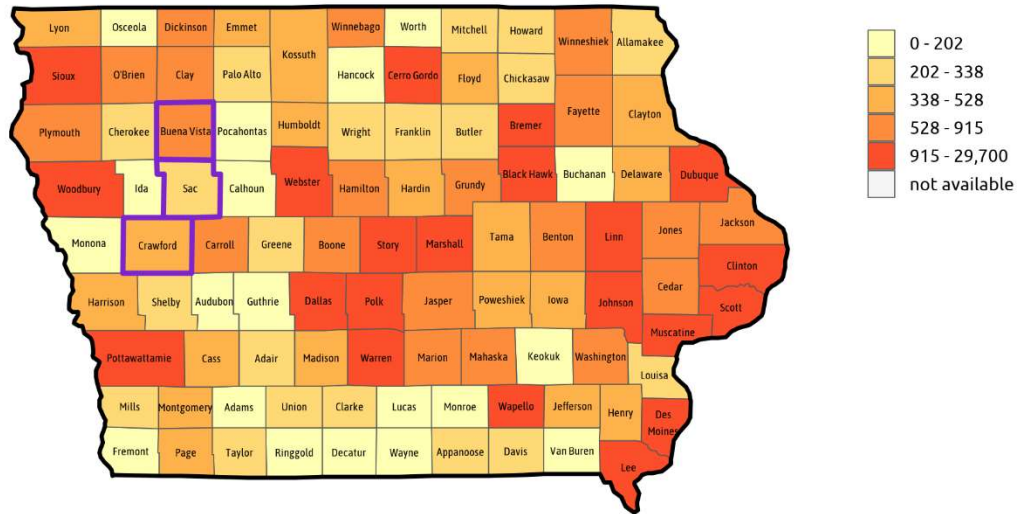 Lyon Osceola Dickinson Emmet Winnebago Worth Mitchell Howard Winneshiek Allamakee
Kossuth
Sioux O'Brien Clay Palo Alto Hancock Cerro Gordo Floyd Chickasaw
Fayette Clayton
Plymouth Cherokee Buena Vista Pocahontas Humboldt Wright Franklin Butler Bremer
Woodbury Ida Sac Calhoun Webster Hamilton Hardin Grundy Black Hawk Buchanan Delaware Dubuque
Monona Crawford Carroll Greene Boone Story Marshall Tama Benton Linn Jones Jackson
Clinton
Harrison Shelby Audubon Guthrie Dallas Polk Jasper Poweshiek Iowa Johnson Cedar Scott
Muscatine
Pottawattamie Cass Adair Madison Warren Marion Mahaska Keokuk Washington Louisa
Mills Montgomery Adams Union Clarke Lucas Monroe Wapello Jefferson Henry Des
Moines
Fremont Page Taylor Ringgold Decatur Wayne Appanoose Davis Van Buren Lee
0 - 202
202 - 338
338 - 528
528 - 915
915 - 29,700
not available